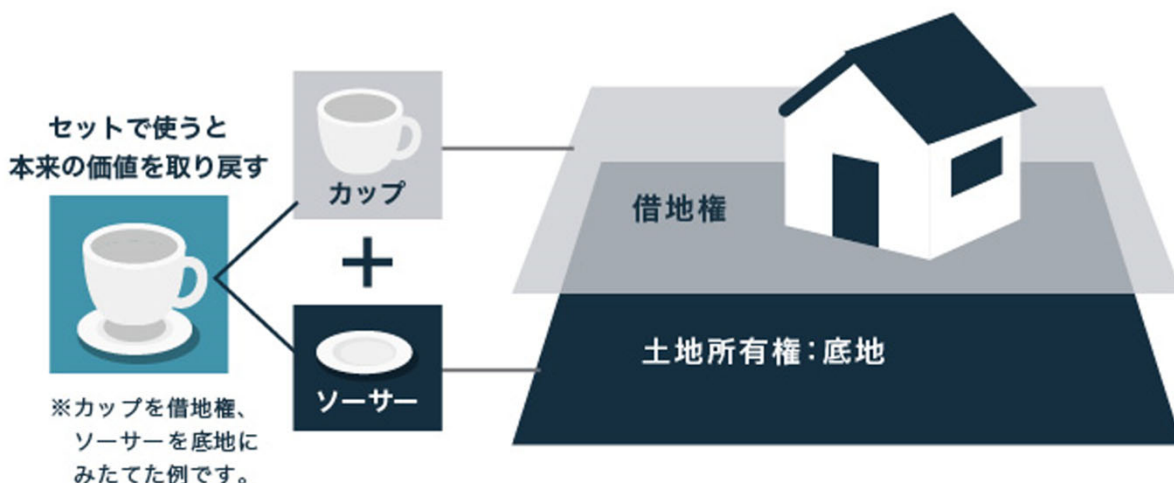 セットで使うと
本来の価値を取り戻す
カップ
+
ソーサー
※カップを借地権、
ソーサーを底地に
みたてた例です。
借地権
土地所有権：底地